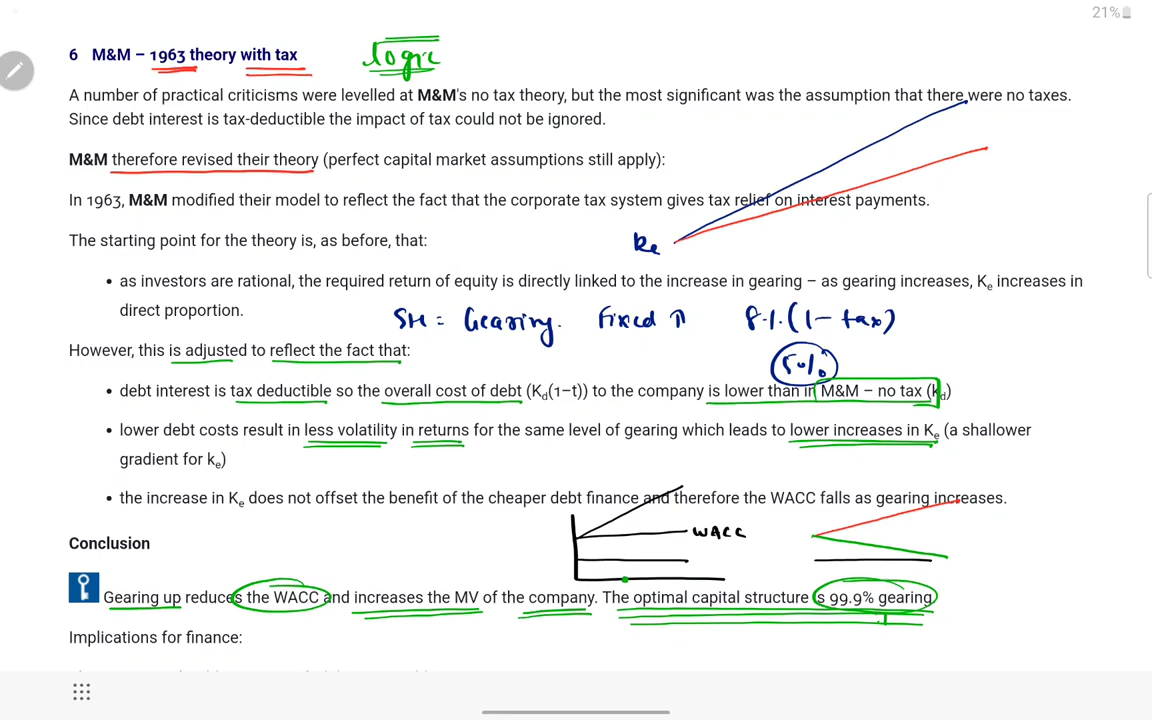 21%
6 M&M – 1963 theory with tax
logic
A number of practical criticisms were levelled at M&M's no tax theory, but the most significant was the assumption that there were no taxes.
Since debt interest is tax-deductible the impact of tax could not be ignored.
M&M therefore revised their theory (perfect capital market assumptions still apply):
In 1963, M&M modified their model to reflect the fact that the corporate tax system gives tax relief on interest payments.
The starting point for the theory is, as before, that:
ke
• as investors are rational, the required return of equity is directly linked to the increase in gearing – as gearing increases, Ke increases in
direct proportion.
SH = Gearing. Fixed (1 - tax)
However, this is adjusted to reflect the fact that:
• debt interest is tax deductible so the overall cost of debt (Kd(1–t)) to the company is lower than in M&M – no tax (kd)
• lower debt costs result in less volatility in returns for the same level of gearing which leads to lower increases in Ke (a shallower
gradient for ke)
• the increase in Ke does not offset the benefit of the cheaper debt finance and therefore the WACC falls as gearing increases.
WACC
Conclusion
Gearing up reduces the WACC and increases the MV of the company. The optimal capital structure is 99.9% gearing
Implications for finance: